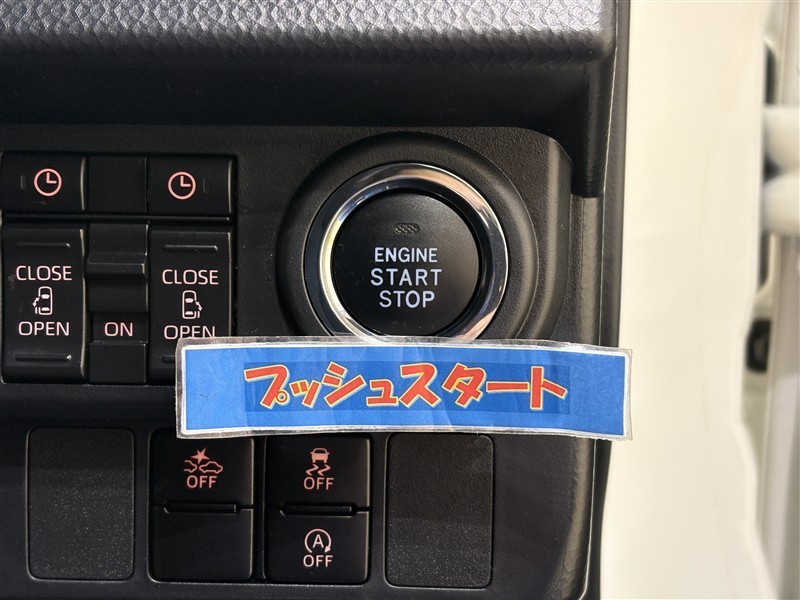 ENGINE
START
STOP
CLOSE
OPEN
ON
CLOSE
OPEN
プッシュスタート
OFF
OFF
A
OFF